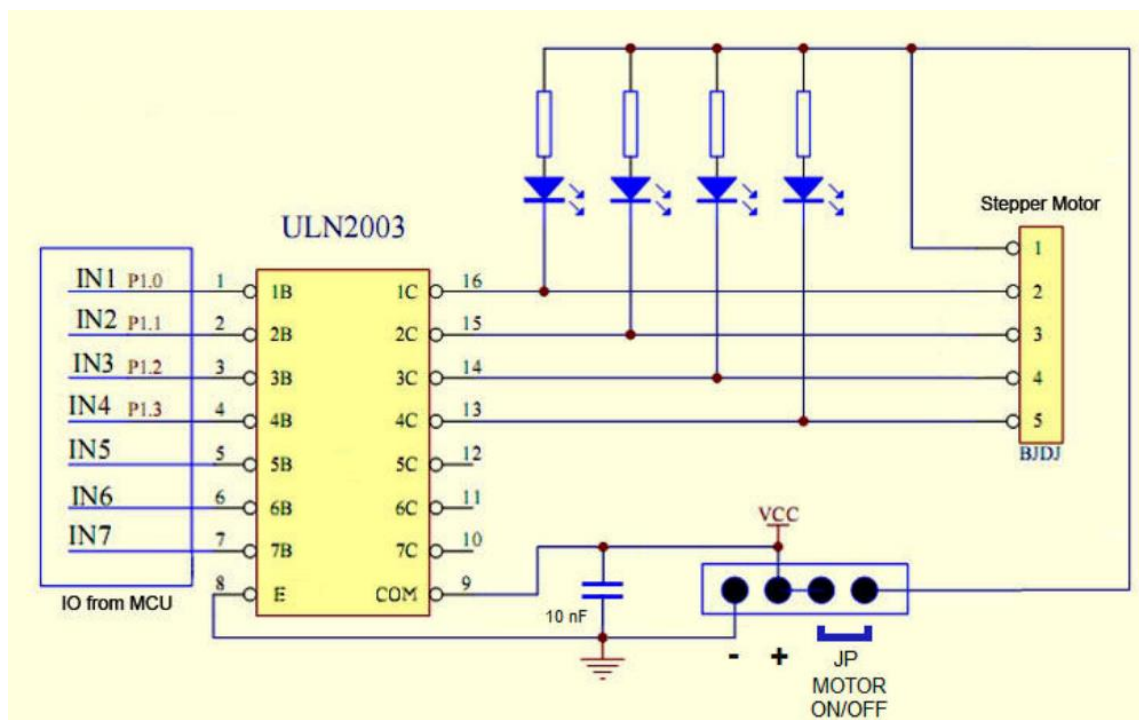 Stepper Motor
ULN2003
1
IN1 P1.0 1 1B 1C 16 2
IN2 P1.1 2 2B 2C 15 3
IN3 P1.2 3 3B 3C 14 4
IN4 P1.3 4 4B 4C 13 5
IN5 5 5B 5C 12 BJDJ
IN6 6 6B 6C 11
IN7 7 7B 7C 10 VCC
8 E COM 9
IO from MCU
10 nF
- + JP
MOTOR
ON/OFF